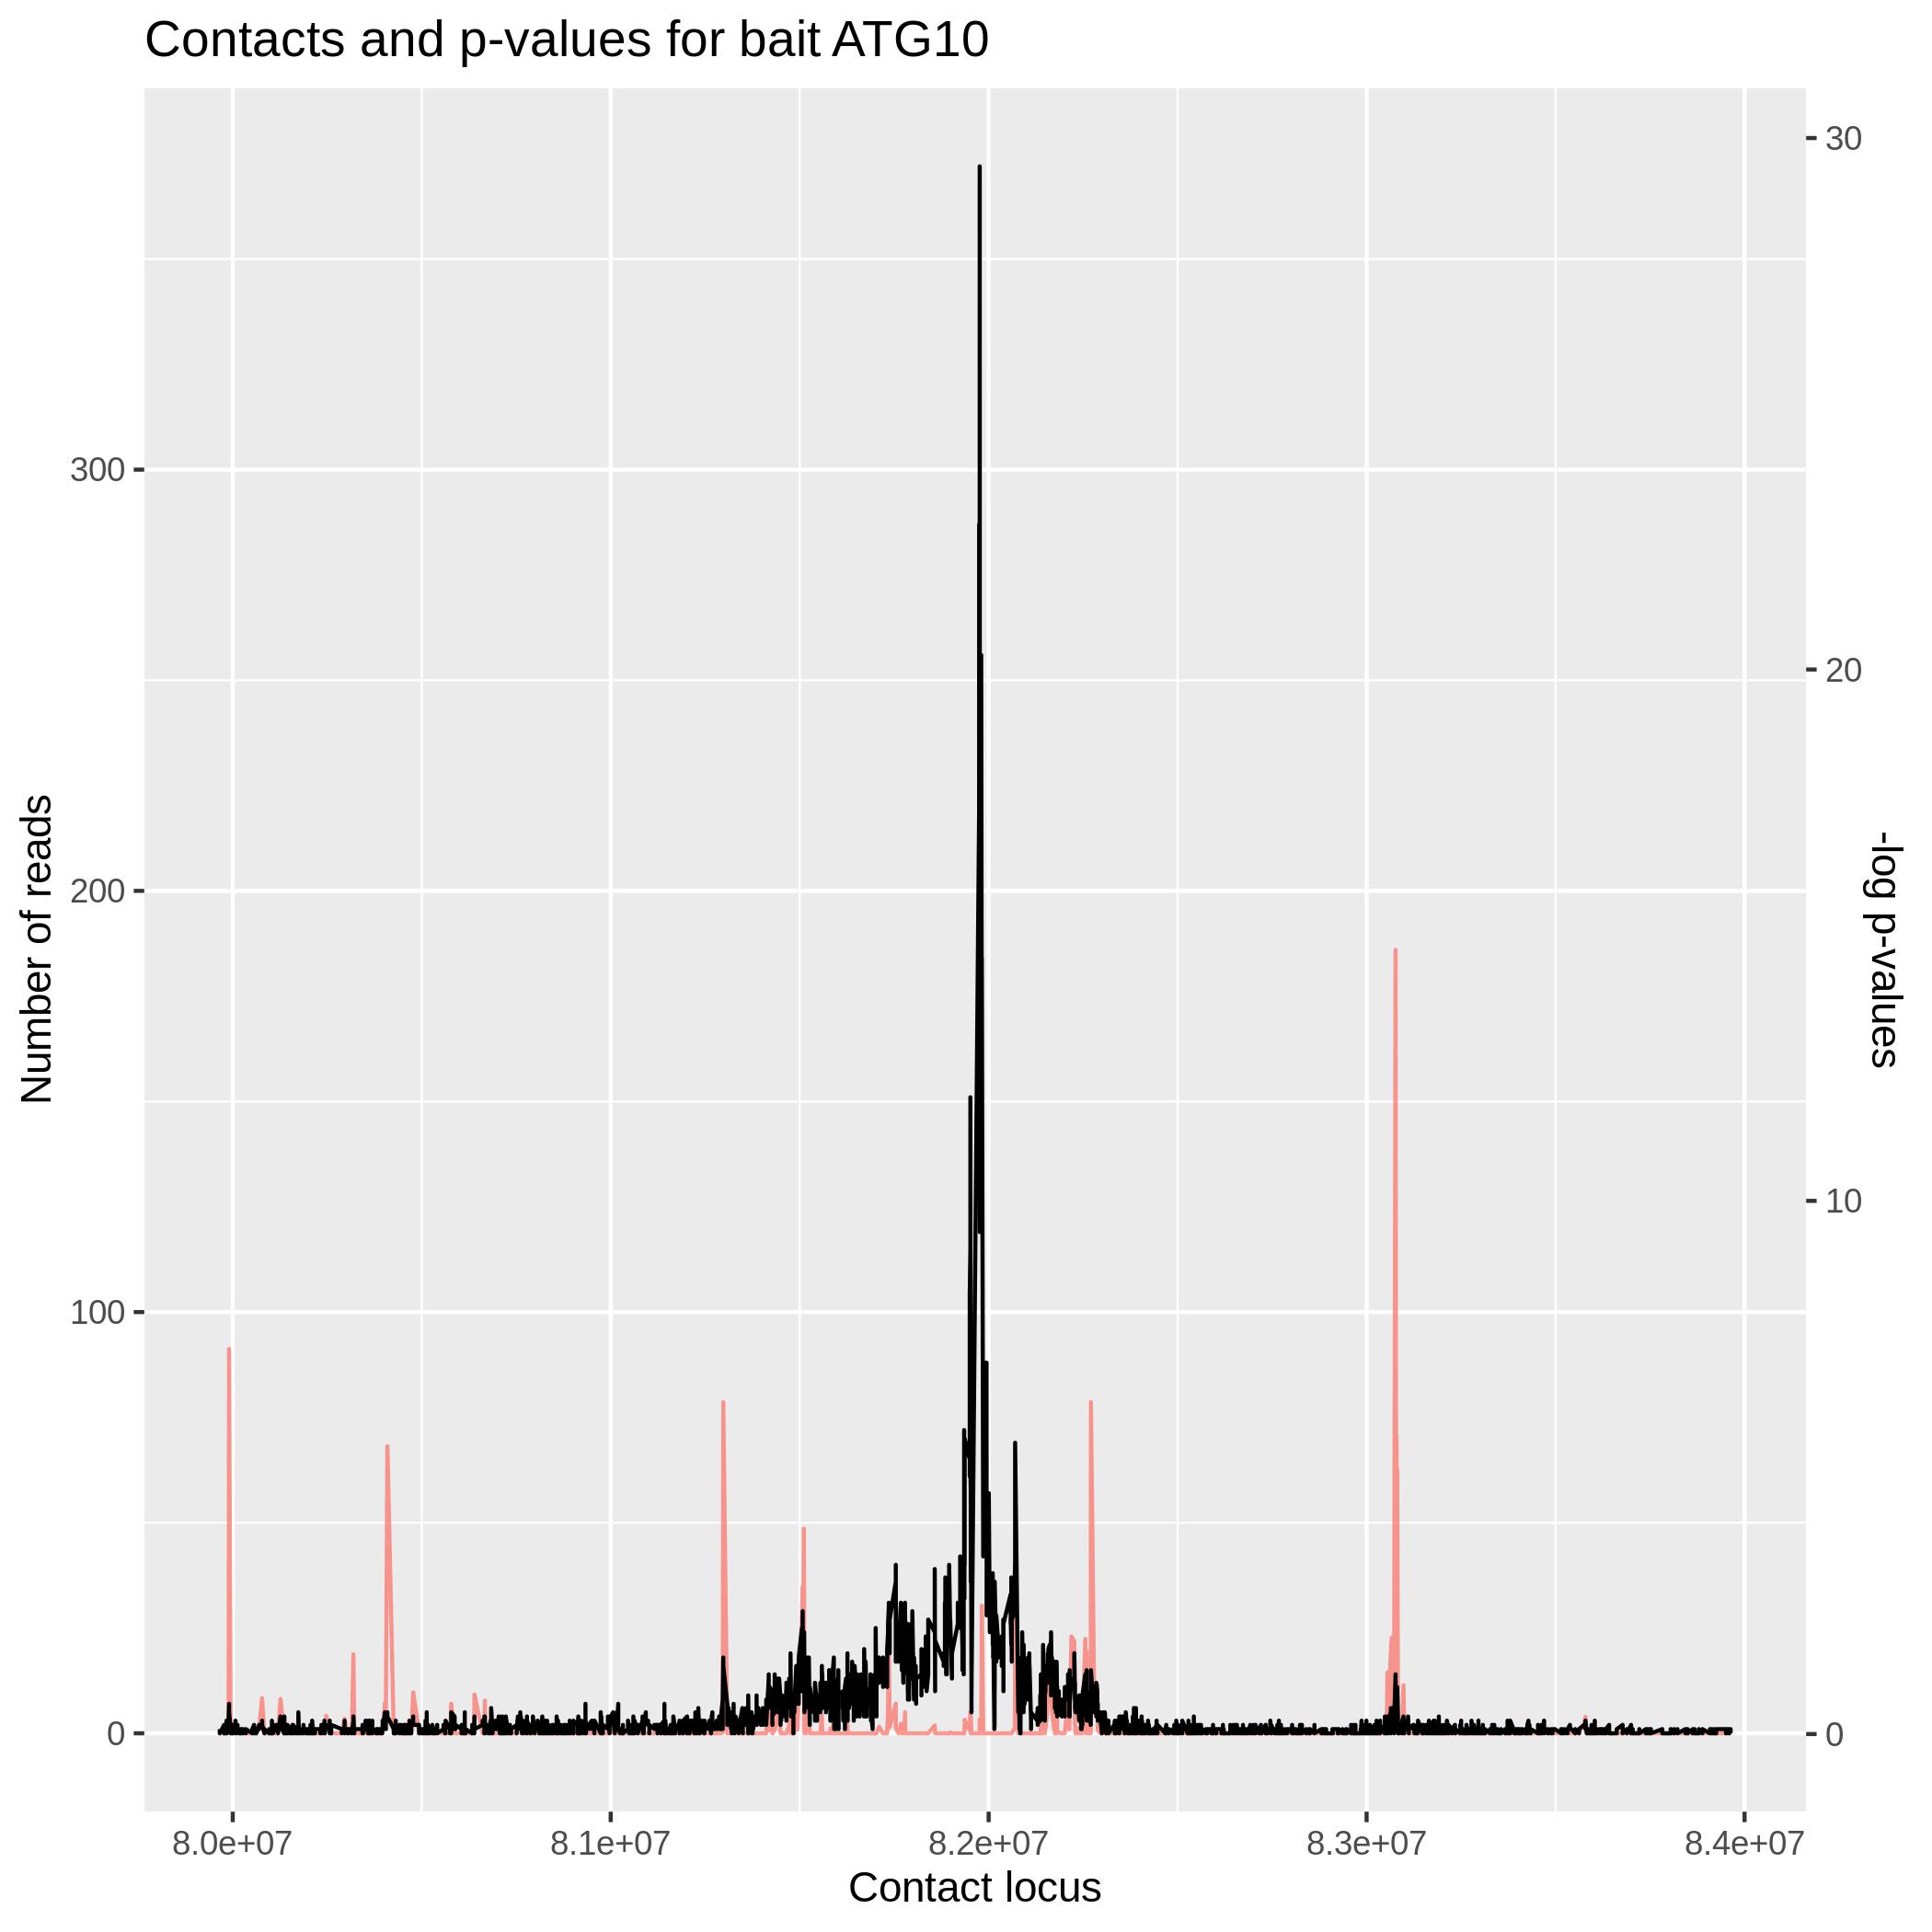 Contacts and p-values for bait ATG10
Number of reads
300
200
100
0
30
20
10
0
-log p-values
8.0e+07
8.1e+07
8.2e+07
8.3e+07
8.4e+07
Contact locus